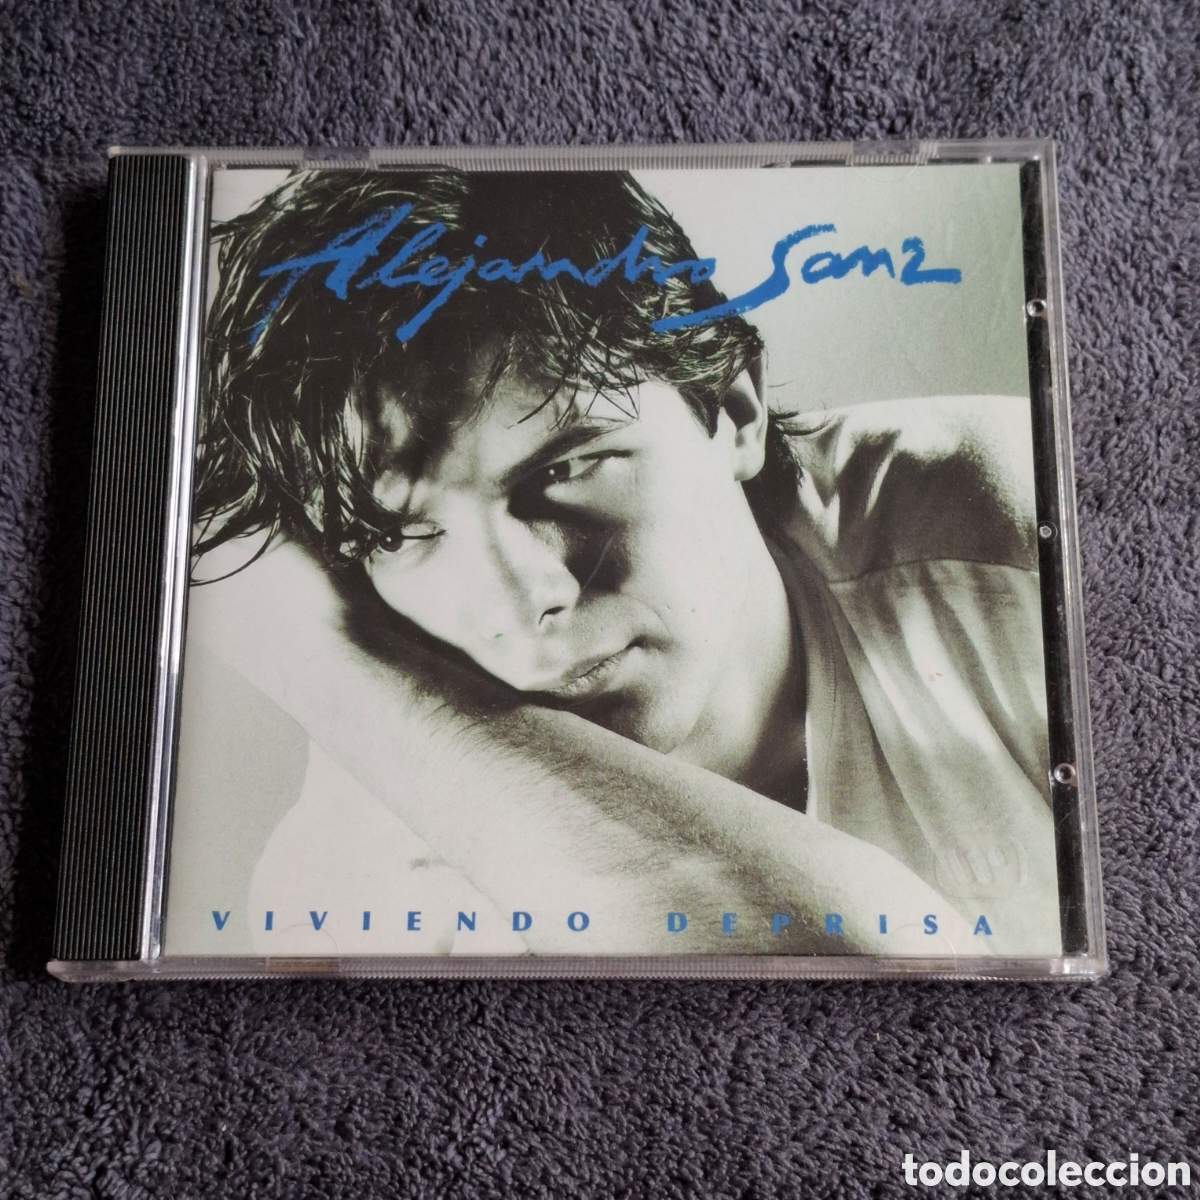 Alejandro Sanz
VIVIENDO DEPRISA
todocoleccion